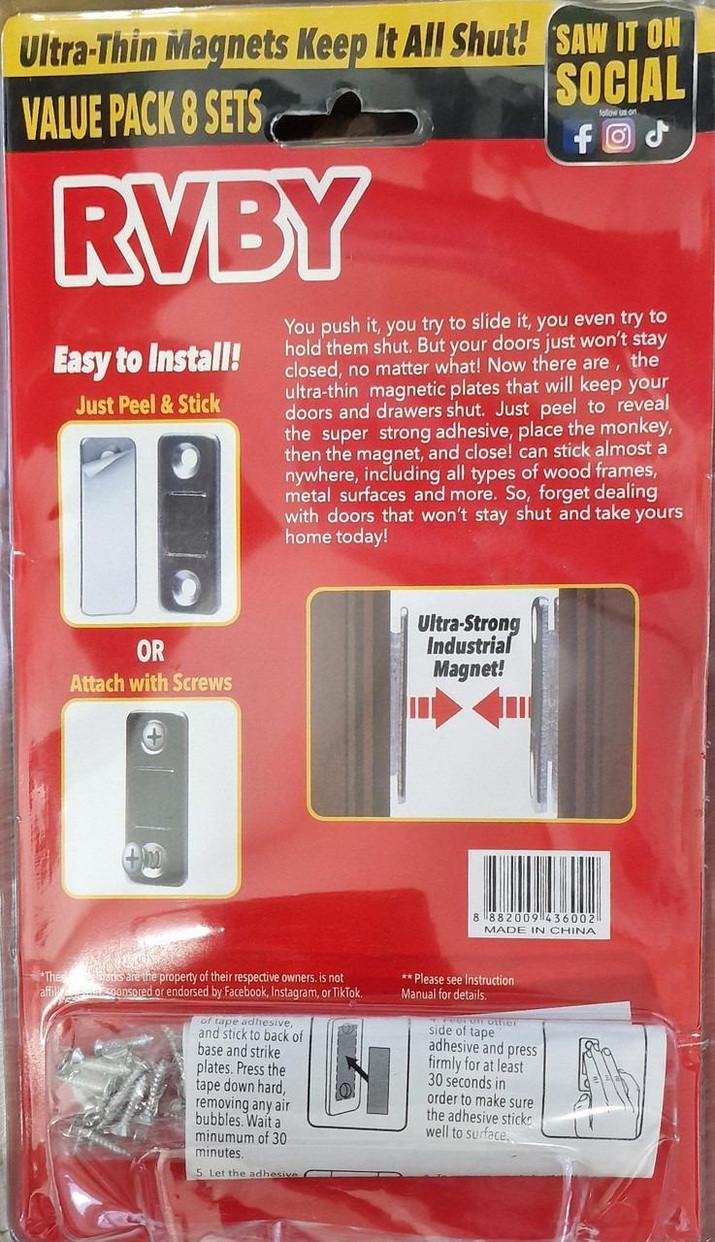 Ultra-Thin Magnets Keep It All Shut!
VALUE PACK 8 SETS
SAW IT ON
SOCIAL
follow us on
RVBY
Easy to Install!
Just Peel & Stick
OR
Attach with Screws
You push it, you try to slide it, you even try to
hold them shut. But your doors just won't stay
closed, no matter what! Now there are , the
ultra-thin magnetic plates that will keep your
doors and drawers shut. Just peel to reveal
the super strong adhesive, place the monkey,
then the magnet, and close! can stick almost a
nywhere, including all types of wood frames,
metal surfaces and more. So, forget dealing
with doors that won't stay shut and take yours
home today!
Ultra-Strong
Industrial
Magnet!
8 882009 436002
MADE IN CHINA
are the property of their respective owners. is not
sponsored or endorsed by Facebook, Instagram, or TikTok.
** Please see Instruction
Manual for details.
of tape adhesive,
and stick to back of
base and strike
plates. Press the
tape down hard,
removing any air
bubbles. Wait a
minumum of 30
minutes.
5. Let the adhesive
4. Peel off other
side of tape
adhesive and press
firmly for at least
30 seconds in
order to make sure
the adhesive sticks
well to surface.